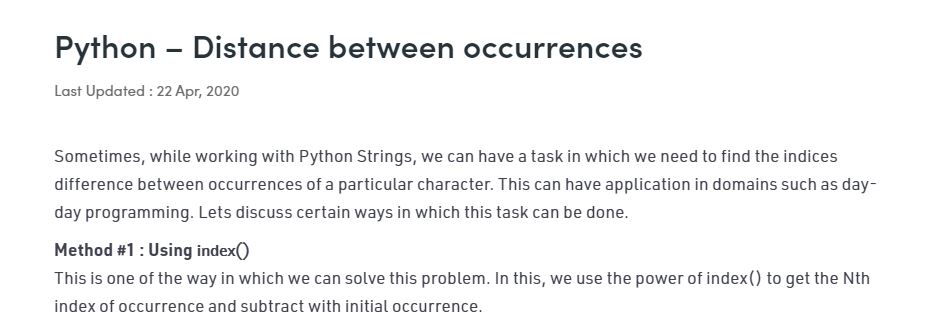 Python – Distance between occurrences
Last Updated : 22 Apr, 2020
Sometimes, while working with Python Strings, we can have a task in which we need to find the indices
difference between occurrences of a particular character. This can have application in domains such as day-
day programming. Lets discuss certain ways in which this task can be done.
Method #1 : Using index()
This is one of the way in which we can solve this problem. In this, we use the power of index() to get the Nth
index of occurrence and subtract with initial occurrence.